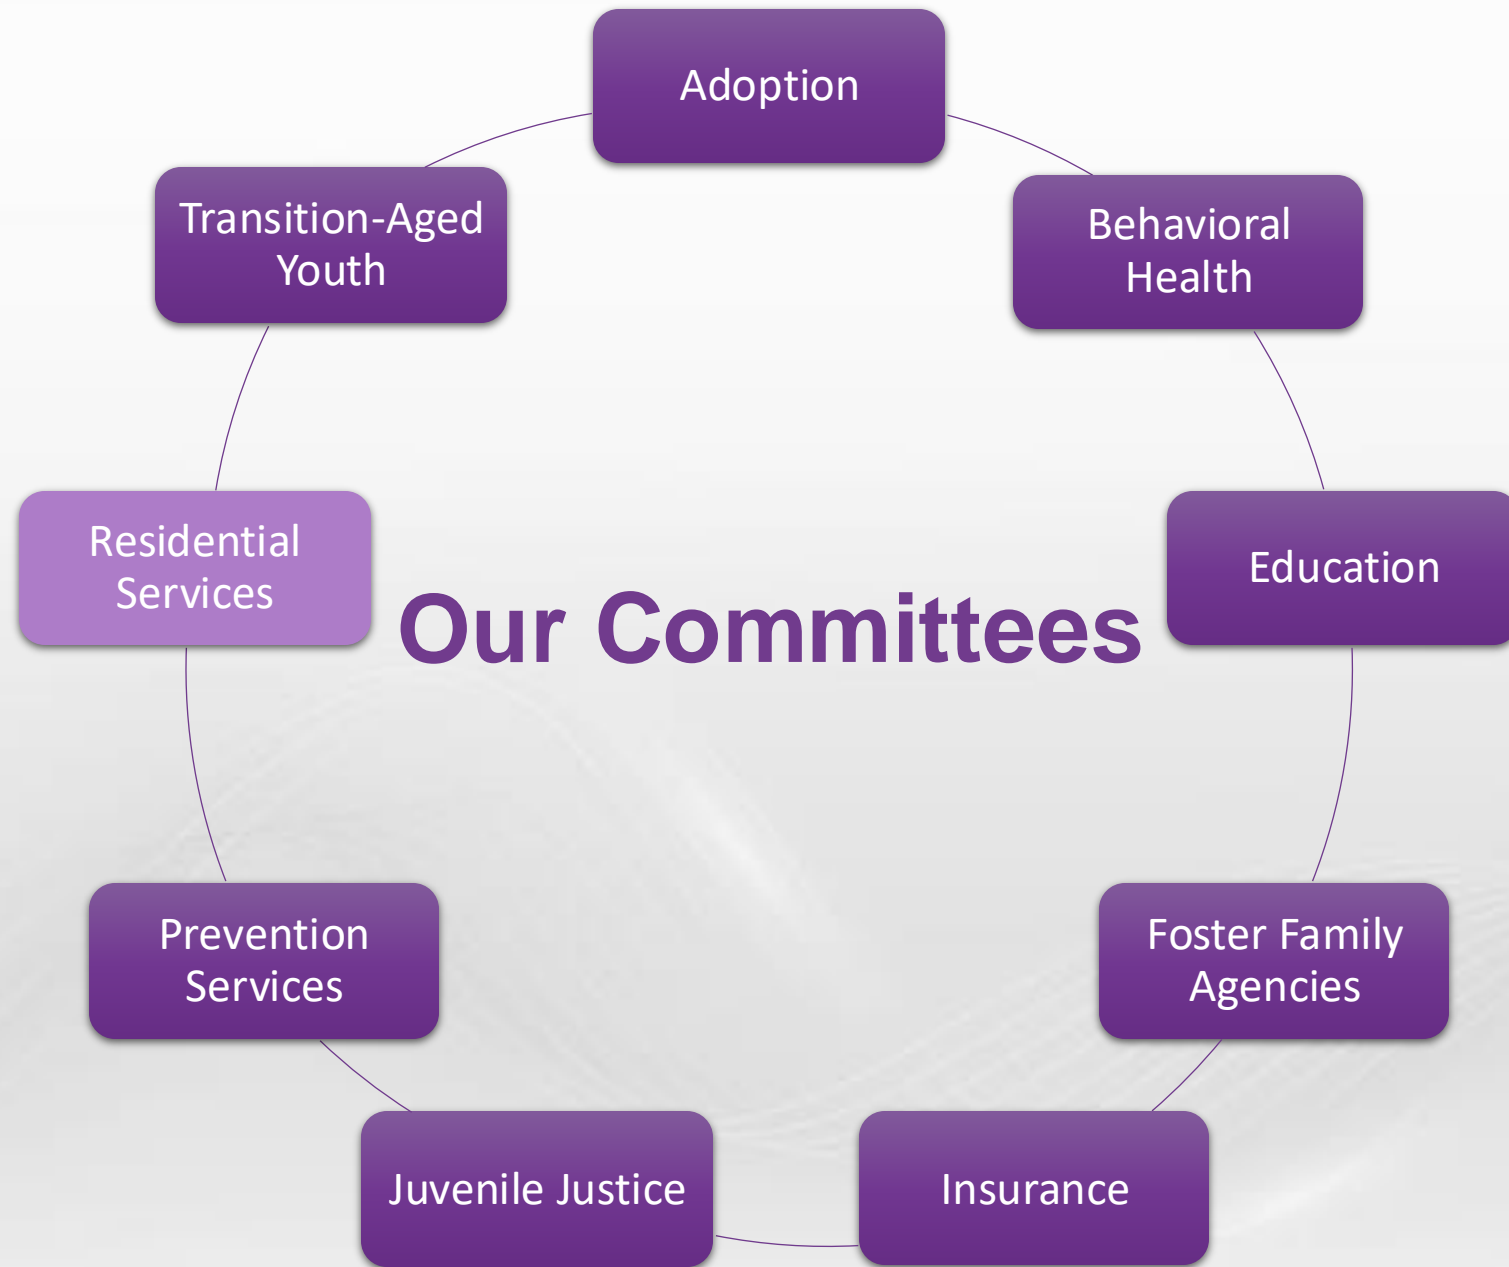 Adoption
Behavioral
Health
Education
Foster Family
Agencies
Insurance
Juvenile Justice
Prevention
Services
Residential
Services
Transition-Aged
Youth
Our Committees